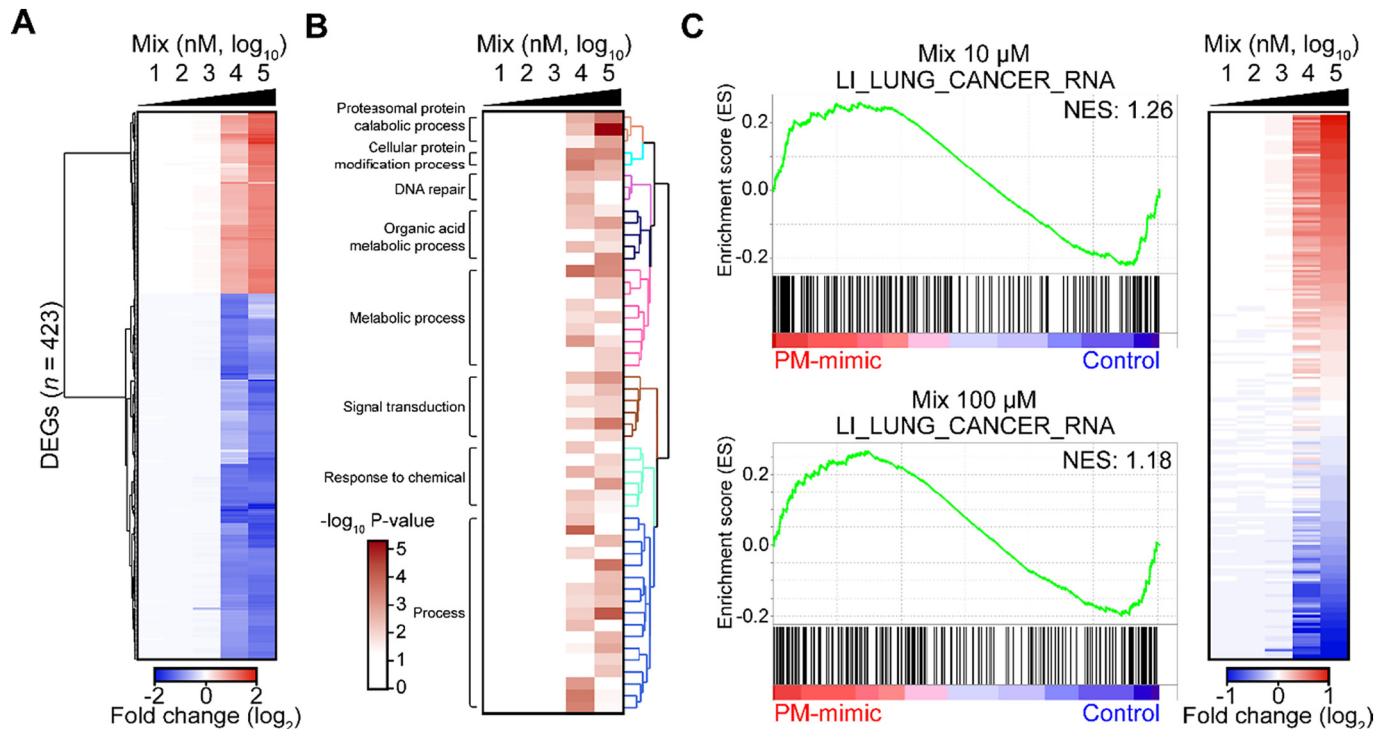 A
Mix (nM, log10)
1 2 3 4 5
DEGs (n = 423)
-2 0 2
Fold change (log2)
B
Mix (nM, log10)
1 2 3 4 5
Proteasomal protein
calabolic process
Cellular protein
modification process
DNA repair
Organic acid
metabolic process
Metabolic process
Signal transduction
Response to chemical
Process
-log10 P-value
5
4
3
2
1
0
C
Mix 10 µM
LI_LUNG_CANCER_RNA
NES: 1.26
Enrichment score (ES)
0.2
0.0
-0.2
PM-mimic Control
Mix 100 µM
LI_LUNG_CANCER_RNA
NES: 1.18
Enrichment score (ES)
0.2
0.0
-0.2
PM-mimic Control
Mix (nM, log10)
1 2 3 4 5
-1 0 1
Fold change (log2)